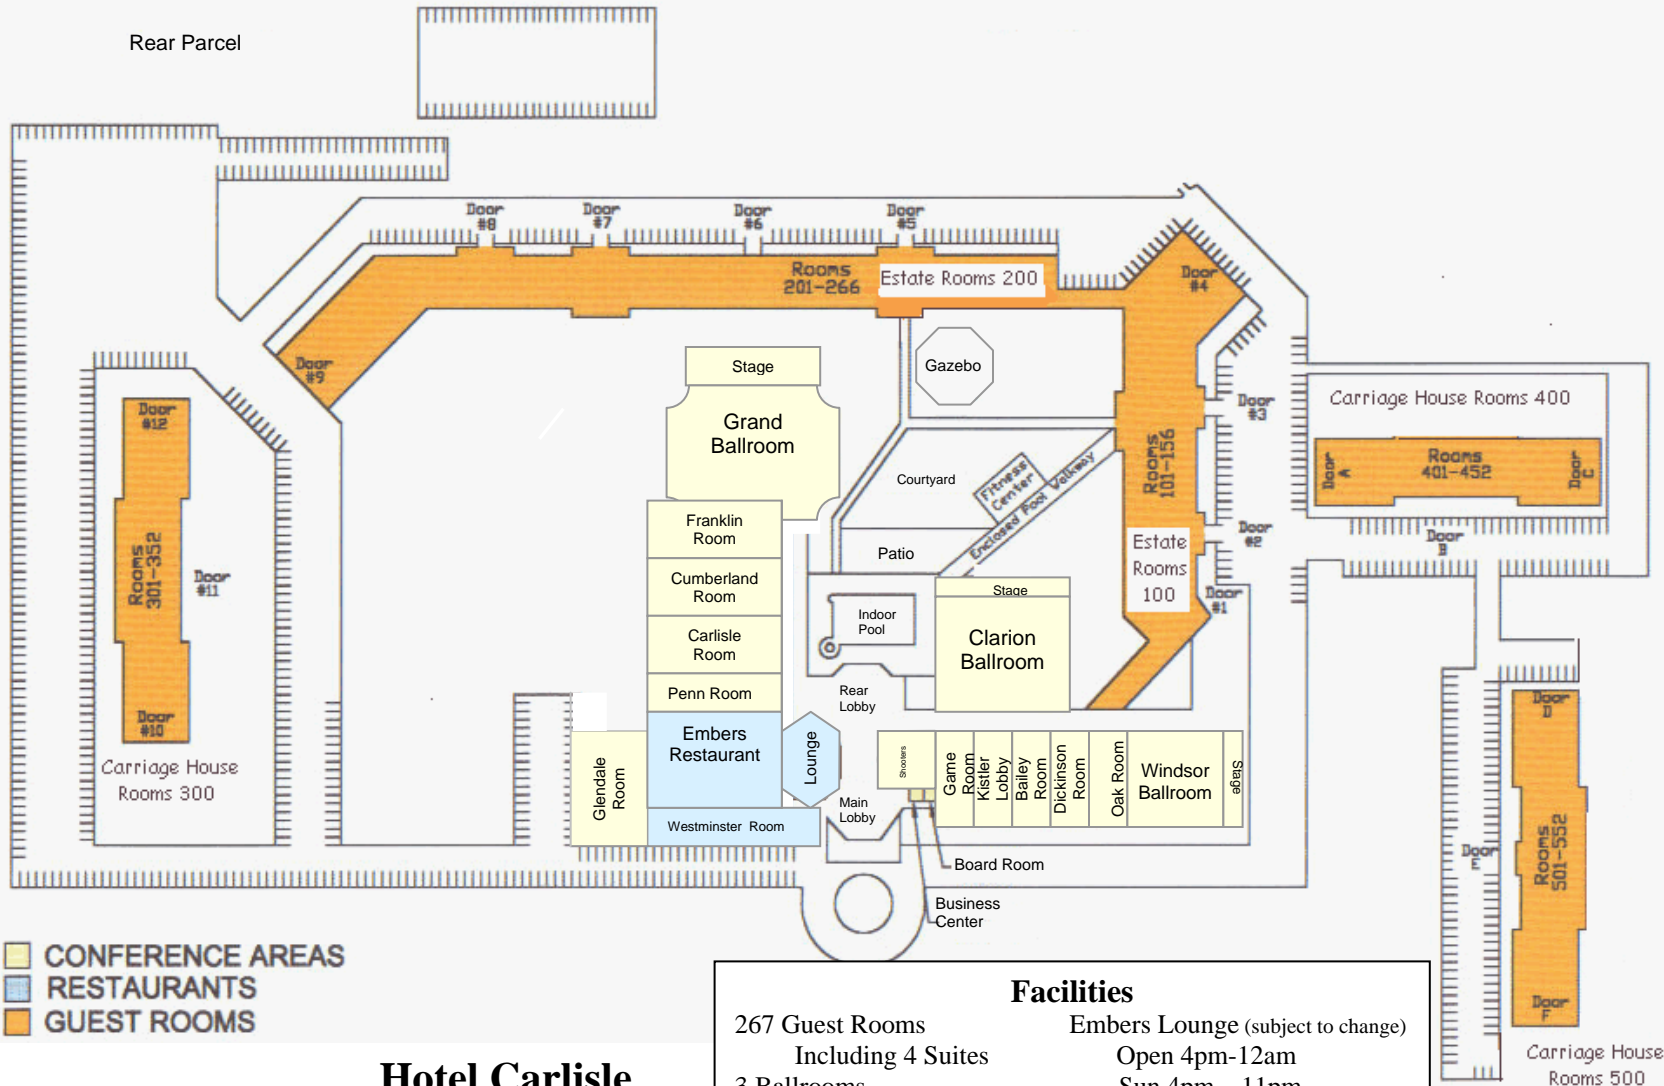 Rear Parcel
Door
#8
Door
#7
Door
#6
Door
#5
Rooms
201-266
Estate Rooms 200
Door
#4
Door
#9
Stage
Grand
Ballroom
Gazebo
Door
#3
Carriage House Rooms 400
Door
A
Rooms
401-452
Door
C
Door
B
Door
#12
Rooms
301-352
Door
#11
Door
#10
Carriage House
Rooms 300
Courtyard
Fitness
Center
Enclosed Pool Walkway
Patio
Rooms
101-156
Estate
Rooms
100
Door
#2
Door
#1
Franklin
Room
Cumberland
Room
Carlisle
Room
Penn Room
Indoor
Pool
Stage
Clarion
Ballroom
Rear
Lobby
Embers
Restaurant
Lounge
Glendale
Room
Westminster Room
Main
Lobby
Shooters
Game
Room
Kistler
Lobby
Bailey
Room
Dickinson
Room
Oak Room
Windsor
Ballroom
Stage
Board Room
Business
Center
Door
D
Rooms
501-552
Door
E
Door
F
Carriage House
Rooms 500
CONFERENCE AREAS
RESTAURANTS
GUEST ROOMS
Hotel Carlisle
Facilities
267 Guest Rooms
Including 4 Suites
3 Ballrooms
Embers Lounge (subject to change)
Open 4pm-12am
Sun 4pm - 11pm